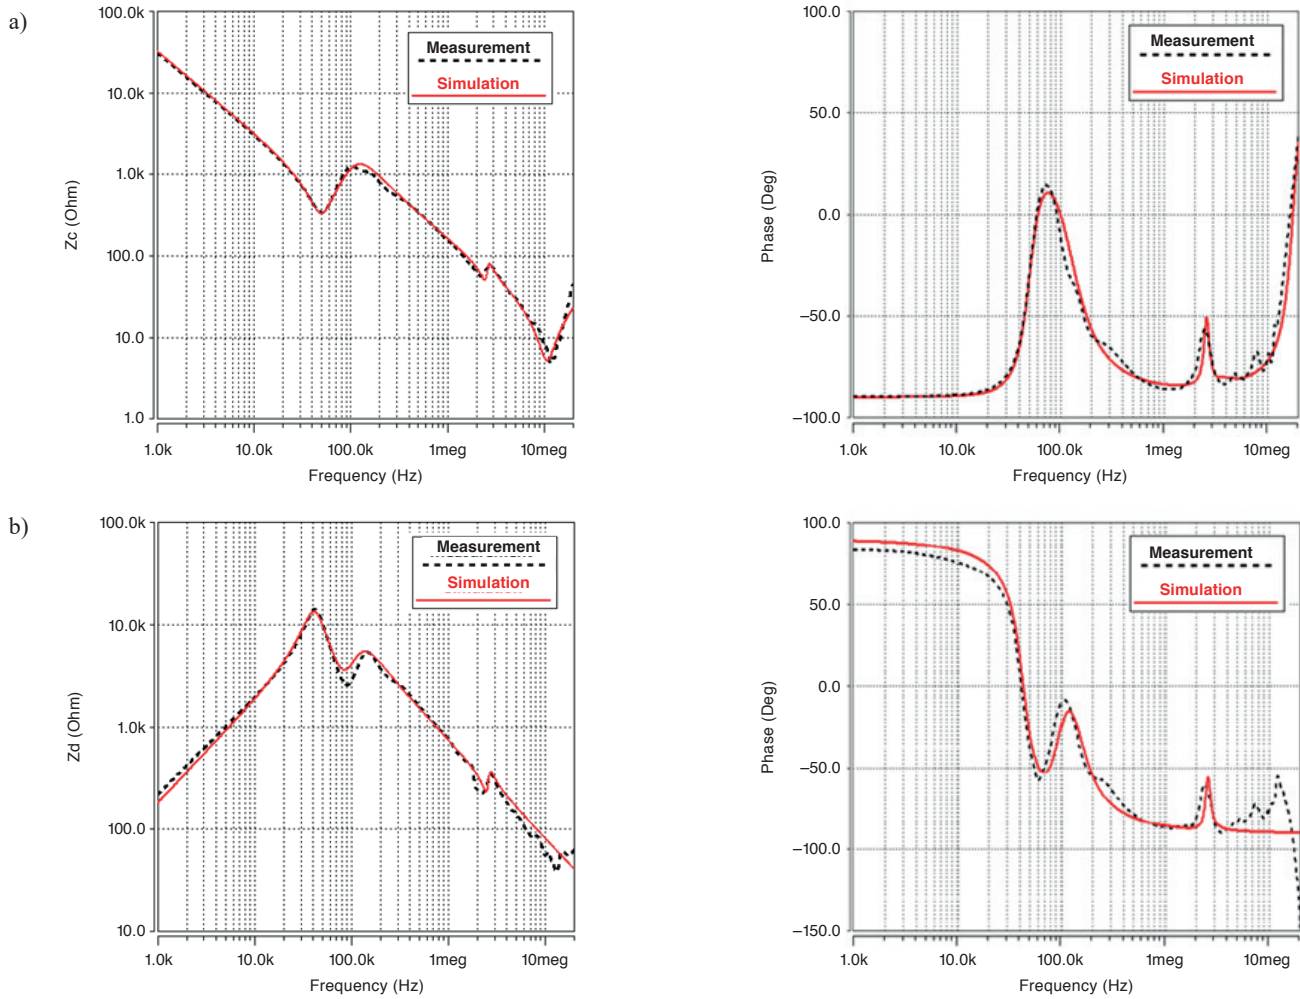 a)
100.0k
10.0k
1.0k
100.0
10.0
1.0
Zc (Ohm)
Measurement
Simulation
1.0k 10.0k 100.0k 1meg 10meg
Frequency (Hz)
100.0
50.0
0.0
−50.0
−100.0
Phase (Deg)
Measurement
Simulation
1.0k 10.0k 100.0k 1meg 10meg
Frequency (Hz)
b)
100.0k
10.0k
1.0k
100.0
10.0
Zd (Ohm)
Measurement
Simulation
1.0k 10.0k 100.0k 1meg 10meg
Frequency (Hz)
100.0
50.0
0.0
−50.0
−100.0
−150.0
Phase (Deg)
Measurement
Simulation
1.0k 10.0k 100.0k 1meg 10meg
Frequency (Hz)